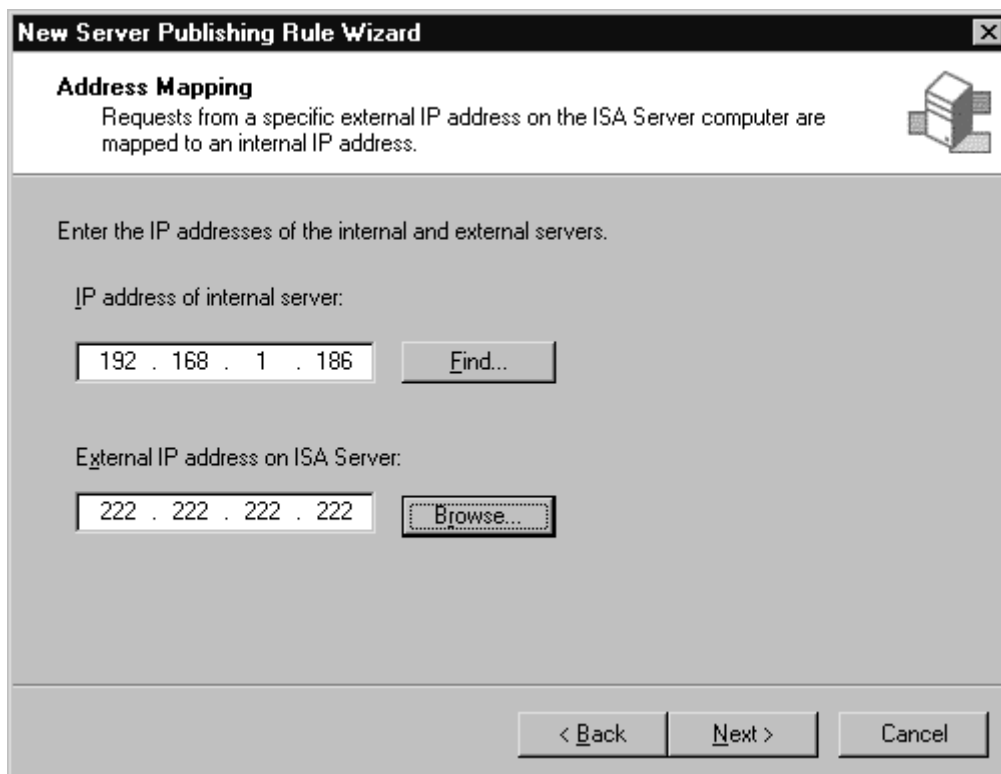 New Server Publishing Rule Wizard
Address Mapping
Requests from a specific external IP address on the ISA Server computer are
mapped to an internal IP address.
Enter the IP addresses of the internal and external servers.
IP address of internal server:
192 . 168 . 1 . 186 Find...
External IP address on ISA Server:
222 . 222 . 222 . 222 Browse...
< Back Next > Cancel